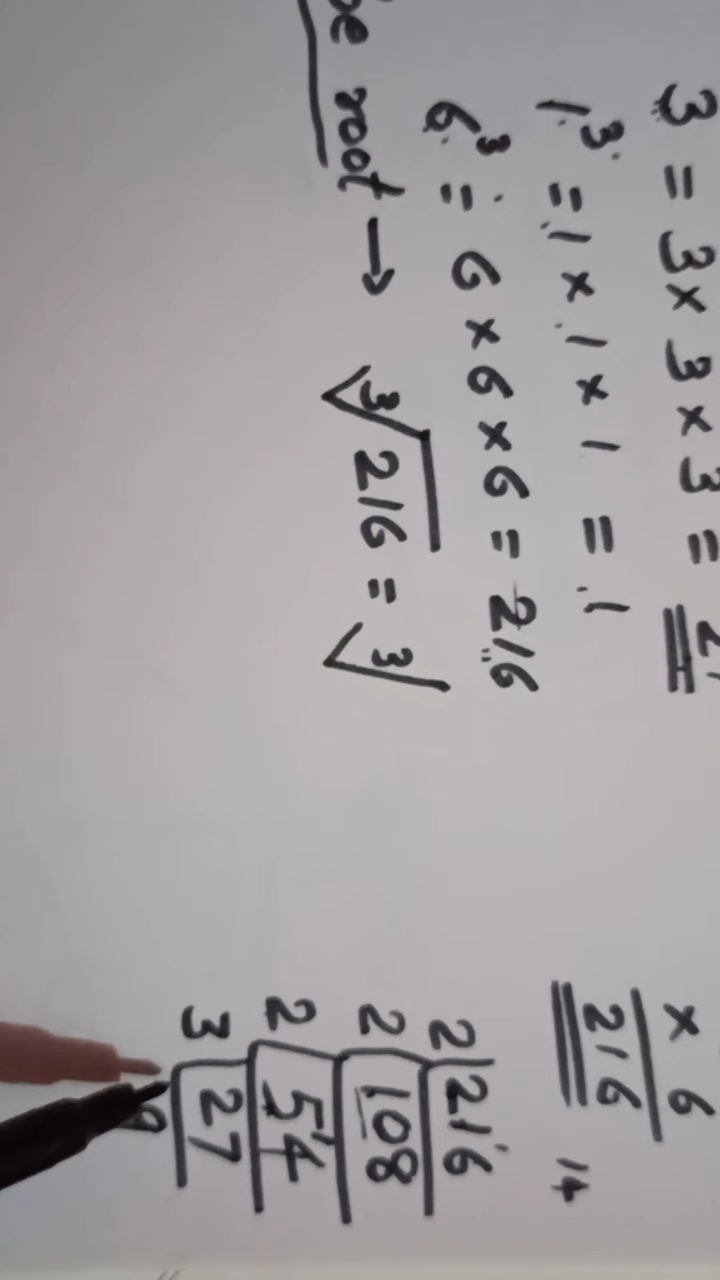 3 = 3 x 3 x 3 =
1³ = 1 x 1 x 1 = 1
6³ = 6 x 6 x 6 = 216
root → ∛216 = ∛
x 6
216
2 216
2 108
2 54
3 27
9